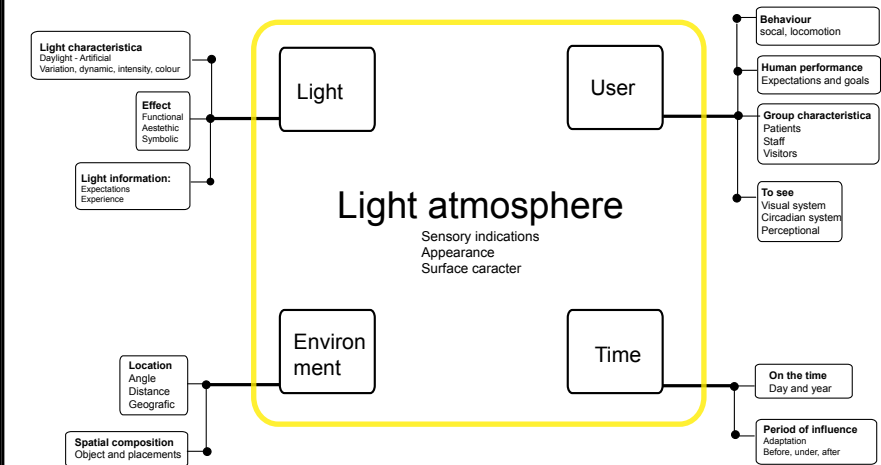 Light characteristica
Daylight - Artificial
Variation, dynamic, intensity, colour
Effect
Functional
Aestethic
Symbolic
Light information:
Expectations
Experience
Light
User
Behaviour
socal, locomotion
Human performance
Expectations and goals
Group characteristica
Patients
Staff
Visitors
To see
Visual system
Circadian system
Perceptional
Light atmosphere
Sensory indications
Appearance
Surface caracter
Environ
ment
Time
Location
Angle
Distance
Geografic
Spatial composition
Object and placements
On the time
Day and year
Period of influence
Adaptation
Before, under, after